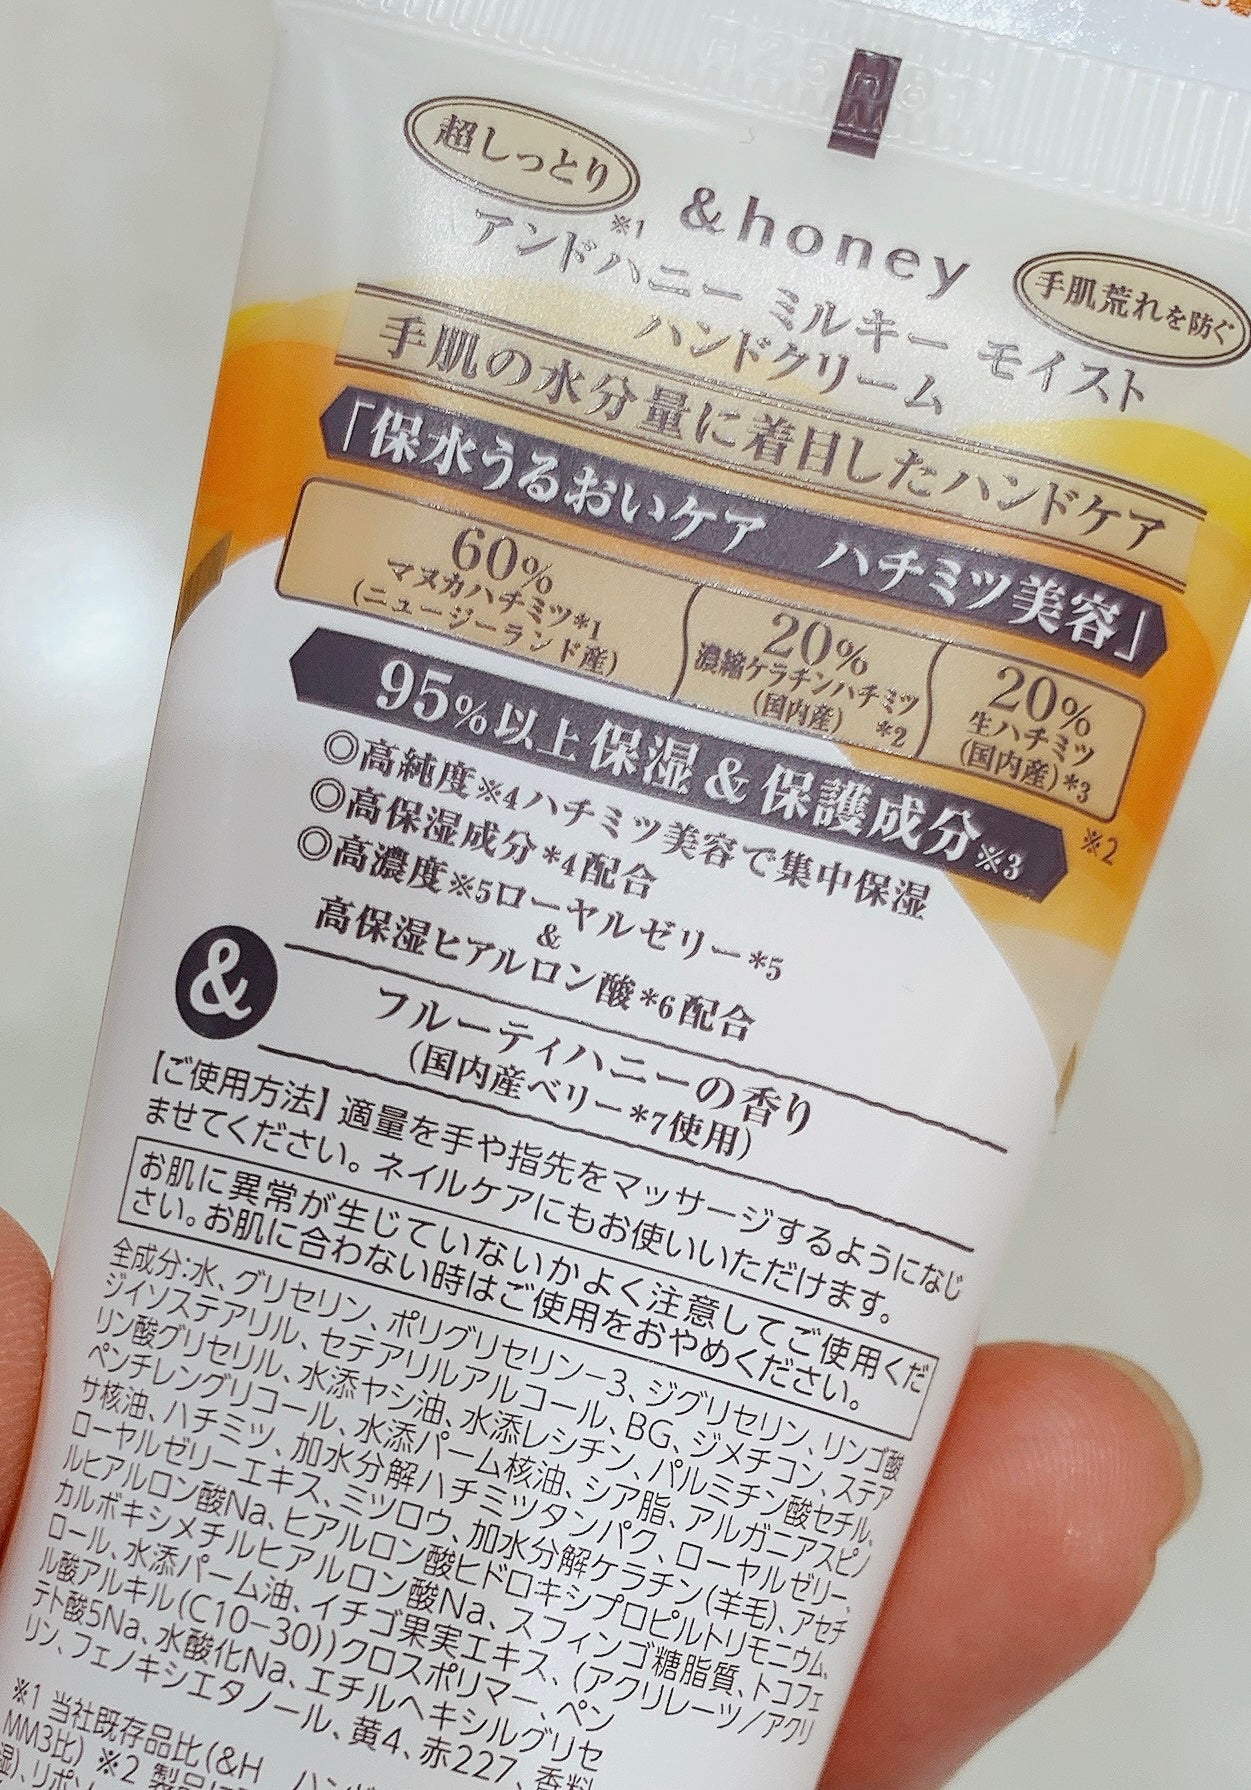 超しっとり
※1
&honey
手肌荒れを防ぐ
アンドハニー ミルキー モイスト
ハンドクリーム
手肌の水分量に着目したハンドケア
「保水うるおいケア ハチミツ美容」
60%
マヌカハチミツ*1
(ニュージーランド産)
20%
濃縮ケラチンハチミツ
(国内産) *2
20%
生ハチミツ
(国内産)*3
※2
95%以上保湿&保護成分※3
◎高純度※4ハチミツ美容で集中保湿
◎高保湿成分*4配合
◎高濃度※5ローヤルゼリー*5
&
高保湿ヒアルロン酸*6配合
&
フルーティハニーの香り
(国内産ベリー*7使用)
【ご使用方法】適量を手や指先をマッサージするようになじ
ませてください。ネイルケアにもお使いいただけます。
お肌に異常が生じていないかよく注意してご使用くだ
さい。お肌に合わない時はご使用をおやめください。
全成分:水、グリセリン、ポリグリセリン-3、ジグリセリン、リンゴ酸
ジイソステアリル、セテアリルアルコール、BG、ジメチコン、ステア
リン酸グリセリル、水添ヤシ油、水添レシチン、パルミチン酸セチル、
ペンチレングリコール、水添パーム核油、シア脂、アルガニアスピノ
サ核油、ハチミツ、加水分解ハチミツタンパク、ローヤルゼリー、
ローヤルゼリーエキス、ミツロウ、加水分解ケラチン(羊毛)、アセチ
ルヒアルロン酸Na、ヒアルロン酸ヒドロキシプロピルトリモニウム、
カルボキシメチルヒアルロン酸Na、スフィンゴ糖脂質、トコフェ
ロール、水添パーム油、イチゴ果実エキス、(アクリレーツ/アクリ
ル酸アルキル(C10-30))クロスポリマー、ペン
テト酸5Na、水酸化Na、エチルヘキシルグリセ
リン、フェノキシエタノール、黄4、赤227、香料
※1 当社既存品比(&H ハンド
MM3比) ※2 製品に
湿)、リポソ